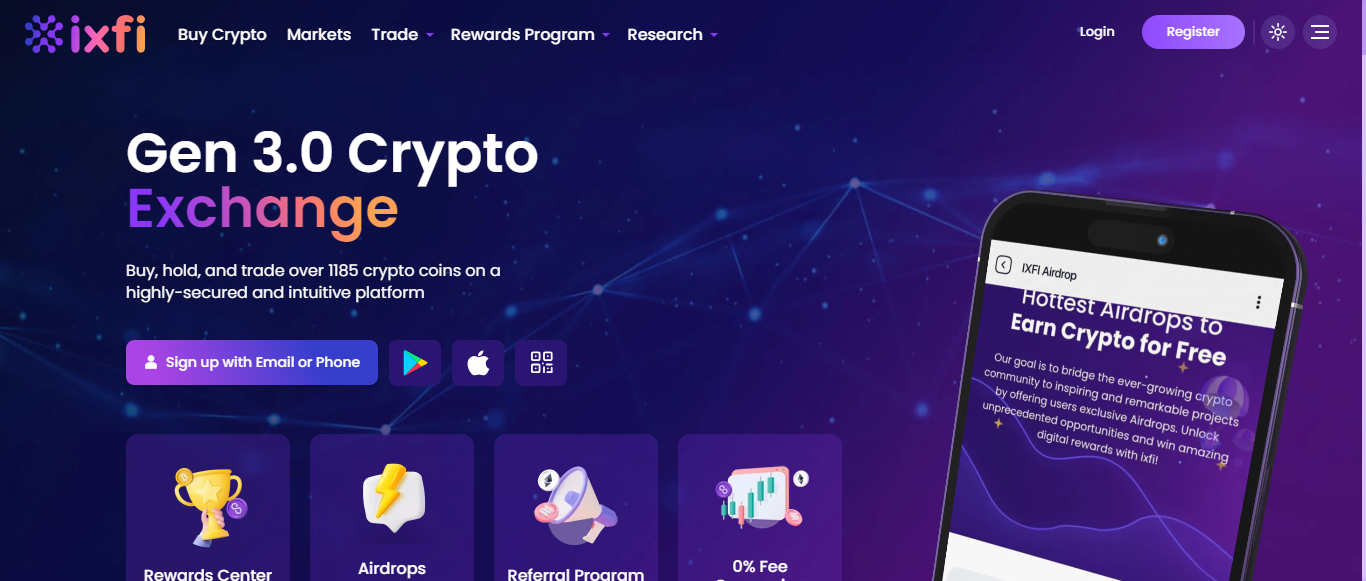 ixfi
Buy Crypto Markets Trade Rewards Program Research
Login Register
Gen 3.0 Crypto
Exchange
Buy, hold, and trade over 1185 crypto coins on a
highly-secured and intuitive platform
Sign up with Email or Phone
Rewards Center
Airdrops
Referral Program
0% Fee
IXFI Airdrop
Hottest Airdrops to
Earn Crypto for Free
Our goal is to bridge the ever-growing crypto
community to inspiring and remarkable projects
by offering users exclusive Airdrops. Unlock
unprecedented opportunities and win amazing
digital rewards with ixfi!